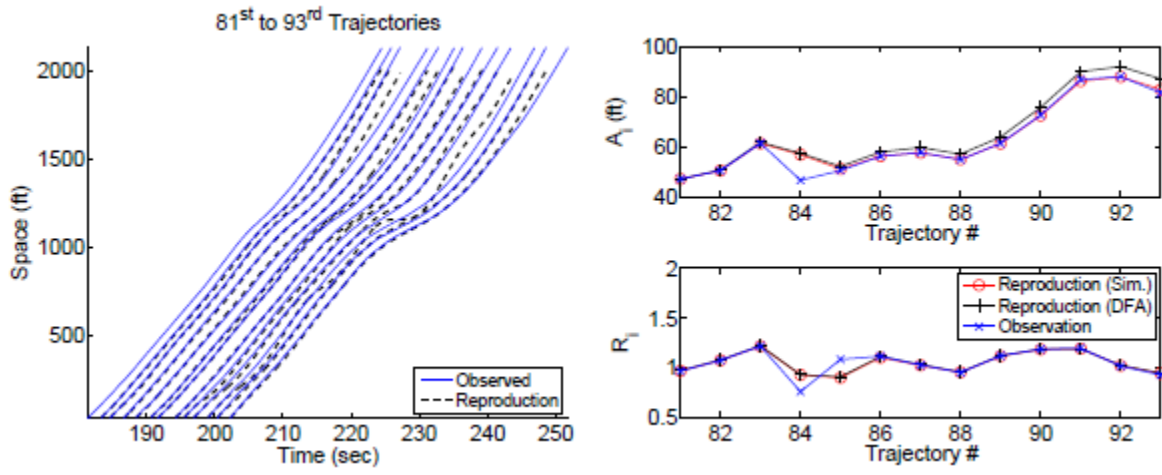 81st to 93rd Trajectories
Space (ft)
2000
1500
1000
500
190 200 210 220 230 240 250
Time (sec)
Observed
Reproduction
A_i (ft)
100
80
60
40
82 84 86 88 90 92
Trajectory #
R_i
2
1.5
1
0.5
Reproduction (Sim.)
Reproduction (DFA)
Observation
82 84 86 88 90 92
Trajectory #